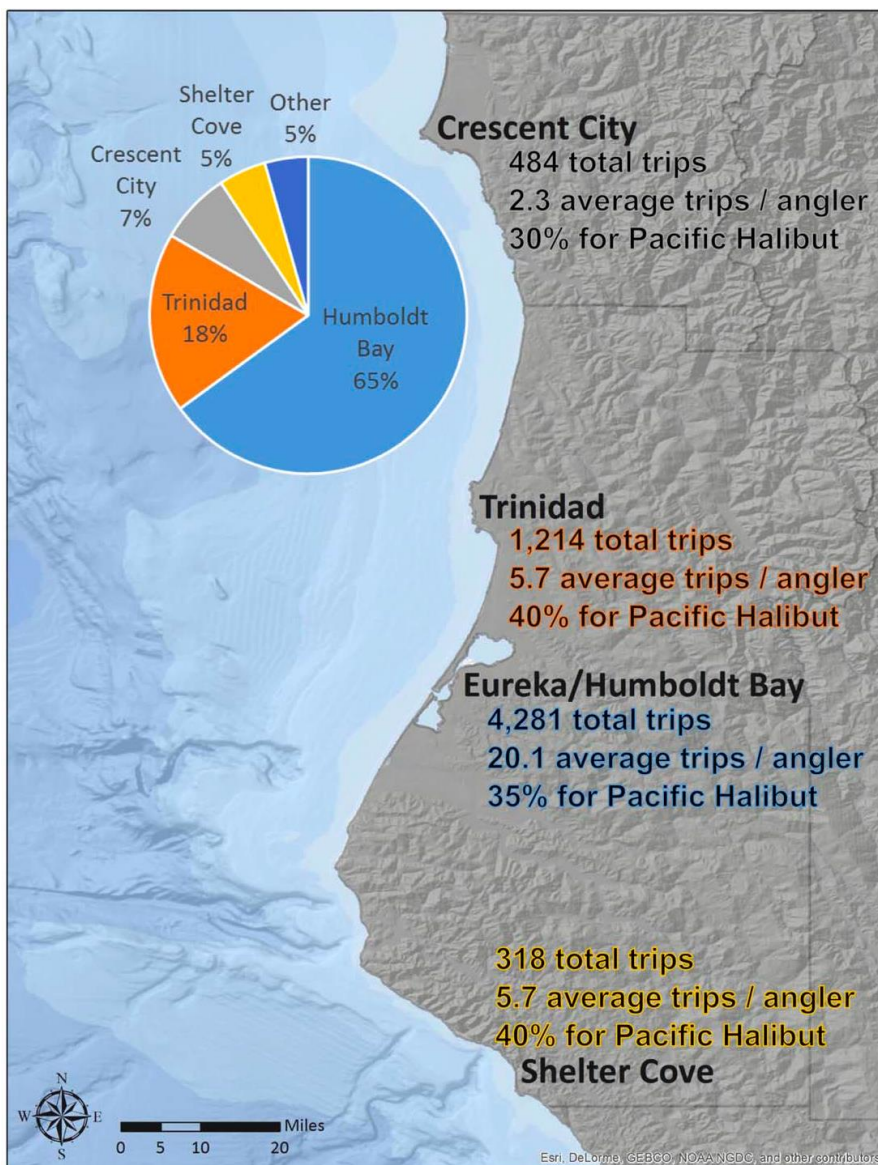 Shelter
Cove
5%
Other
5%
Crescent
City
7%
Trinidad
18%
Humboldt
Bay
65%
Crescent City
484 total trips
2.3 average trips / angler
30% for Pacific Halibut
Trinidad
1,214 total trips
5.7 average trips / angler
40% for Pacific Halibut
Eureka/Humboldt Bay
4,281 total trips
20.1 average trips / angler
35% for Pacific Halibut
318 total trips
5.7 average trips / angler
40% for Pacific Halibut
Shelter Cove
N
W E
S
Miles
0 5 10 20
Esri, DeLorme, GEBCO, NOAA NGDC, and other contributors